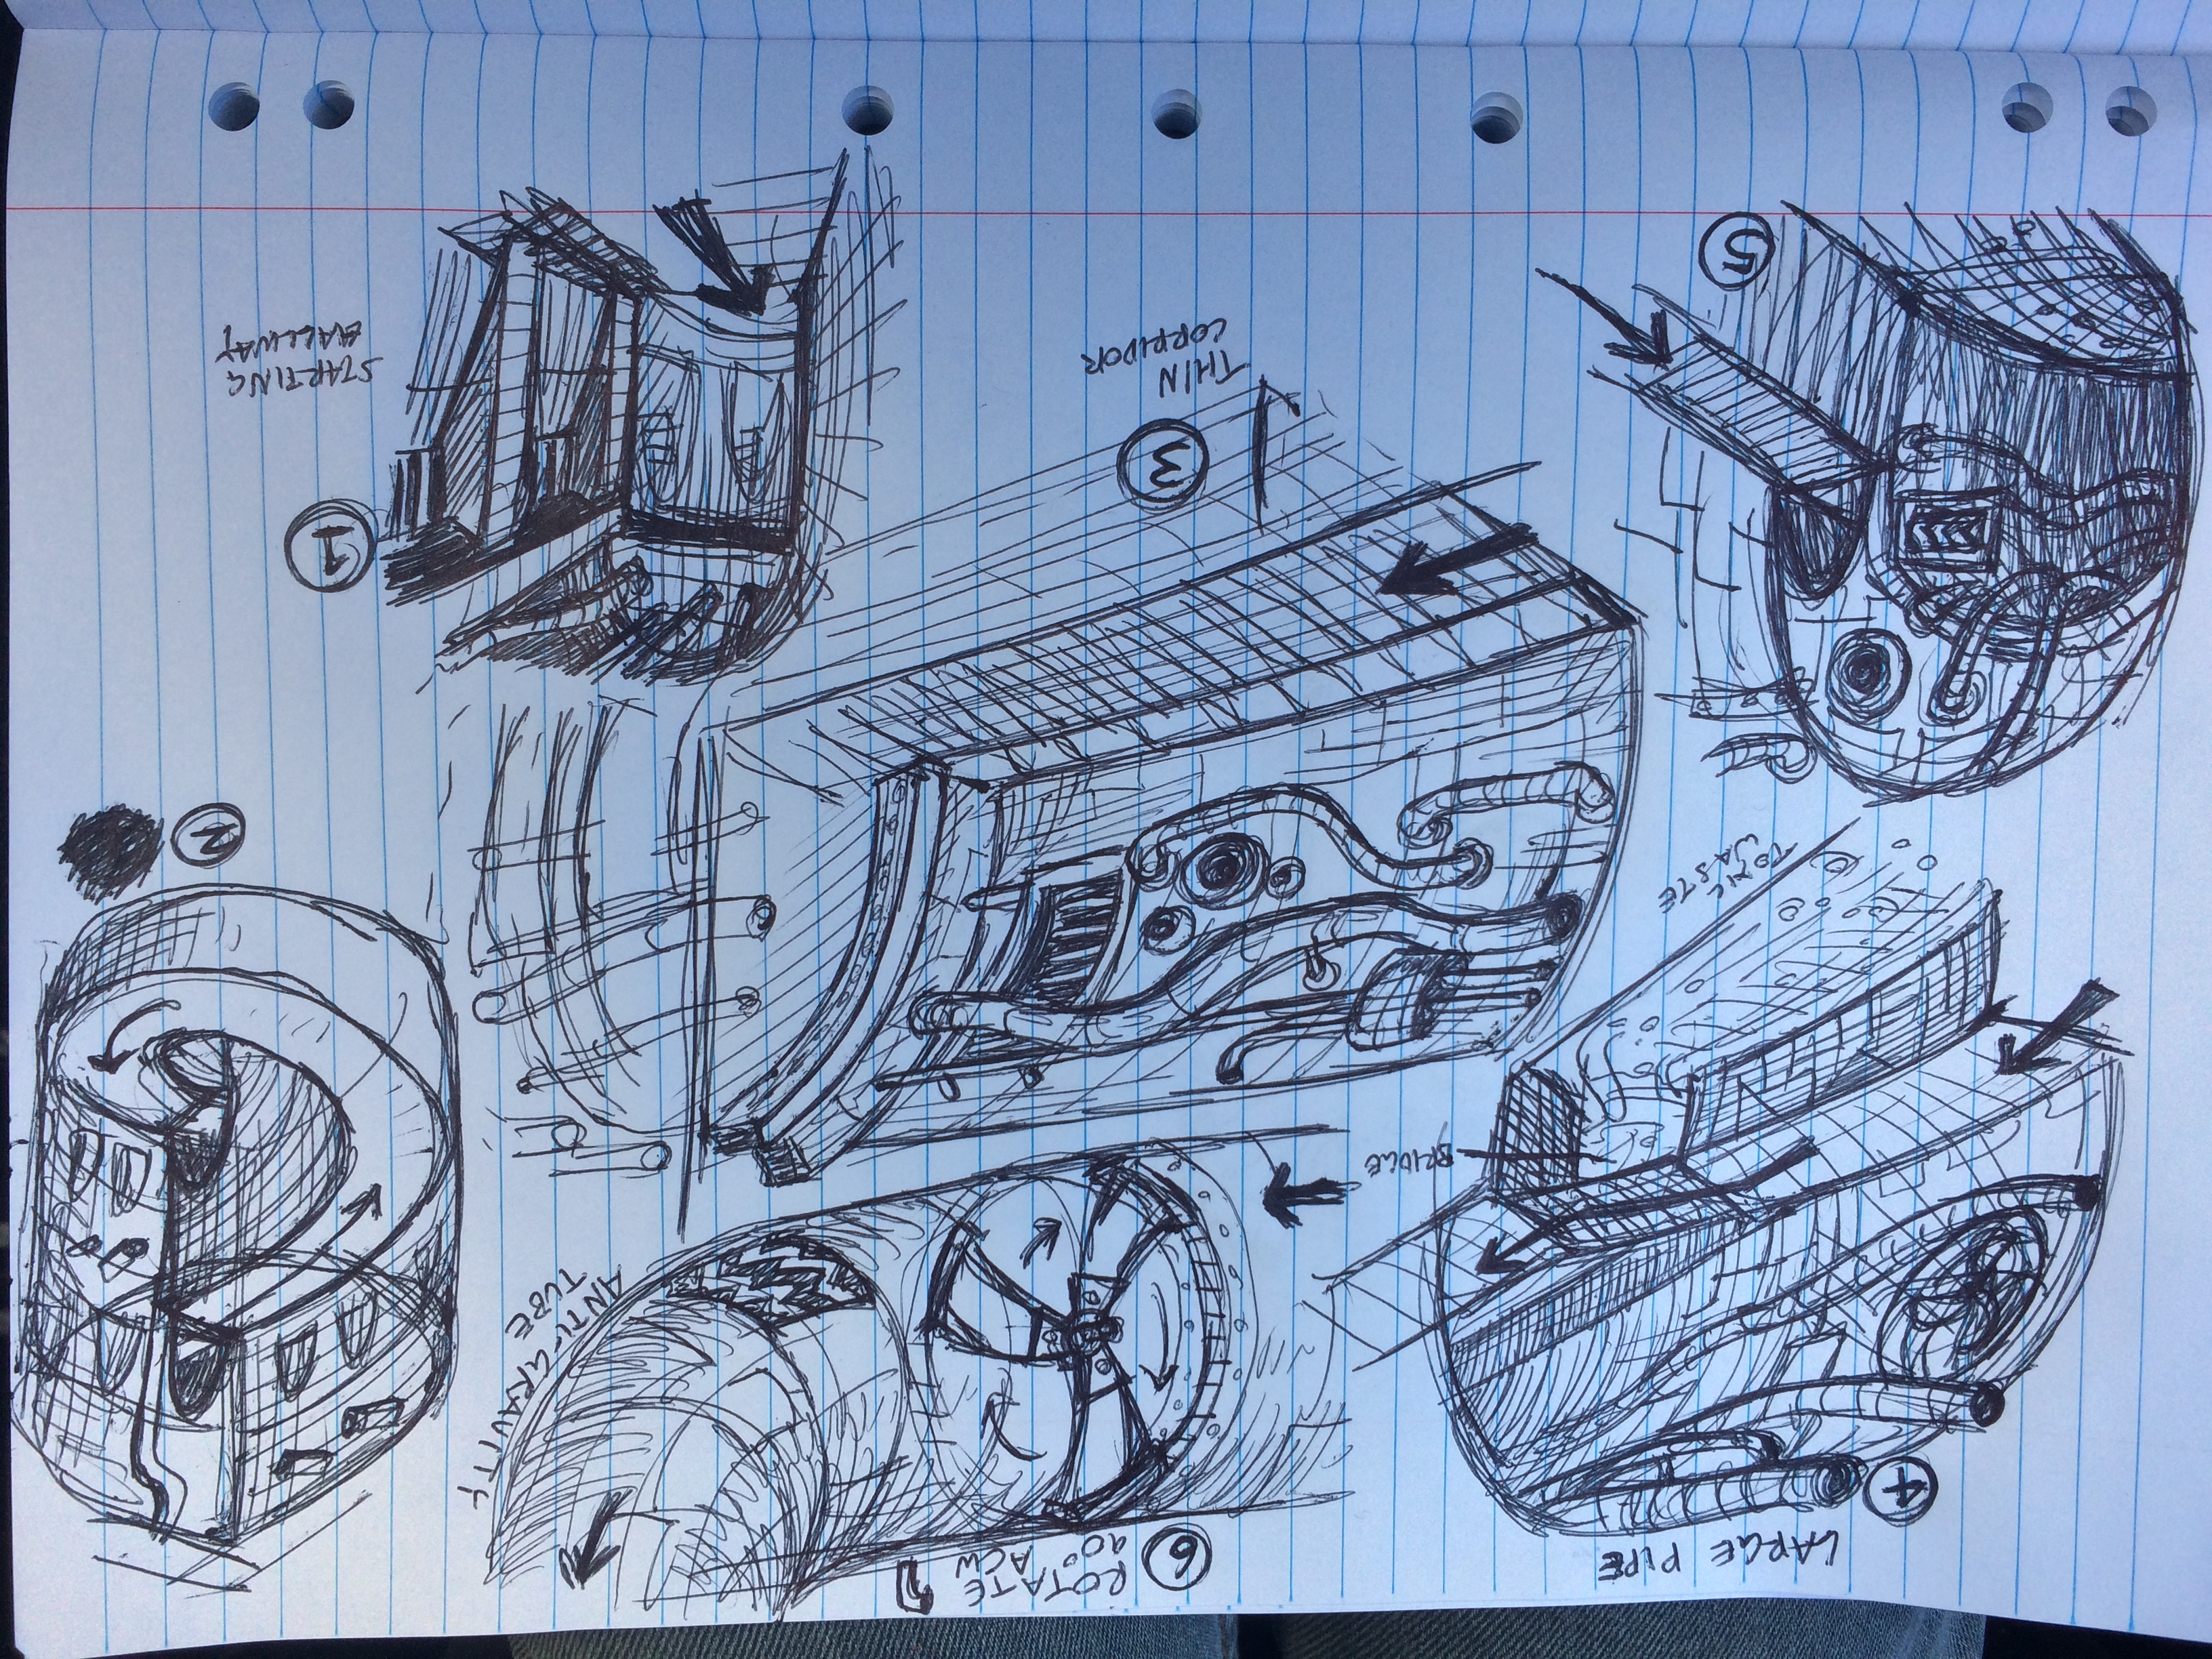 LARGE PIPE
4
6
ROTATE
90° ACW
ANTI-GRAVITY
TUBE
BRIDGE
TOXIC
WASTE
2
1
STARTING
HALLWAY
3
THIN
CORRIDOR
5